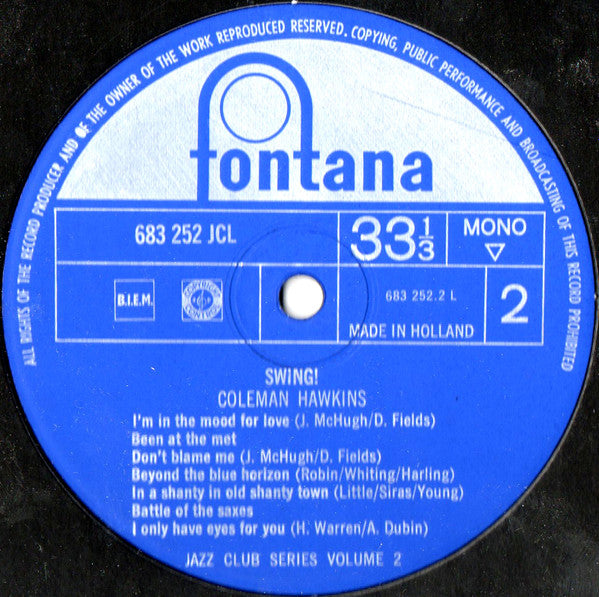 ALL RIGHTS OF THE RECORD PRODUCER AND OF THE OWNER OF THE WORK REPRODUCED RESERVED. COPYING, PUBLIC PERFORMANCE AND BROADCASTING OF THIS RECORD PROHIBITED
fontana
683 252 JCL
33 1/3
MONO
B.I.E.M.
683 252.2 L
2
MADE IN HOLLAND
SWING!
COLEMAN HAWKINS
I'm in the mood for love (J. McHugh/D. Fields)
Been at the met
Don't blame me (J. McHugh/D. Fields)
Beyond the blue horizon (Robin/Whiting/Harling)
In a shanty in old shanty town (Little/Siras/Young)
Battle of the saxes
I only have eyes for you (H. Warren/A. Dubin)
JAZZ CLUB SERIES VOLUME 2